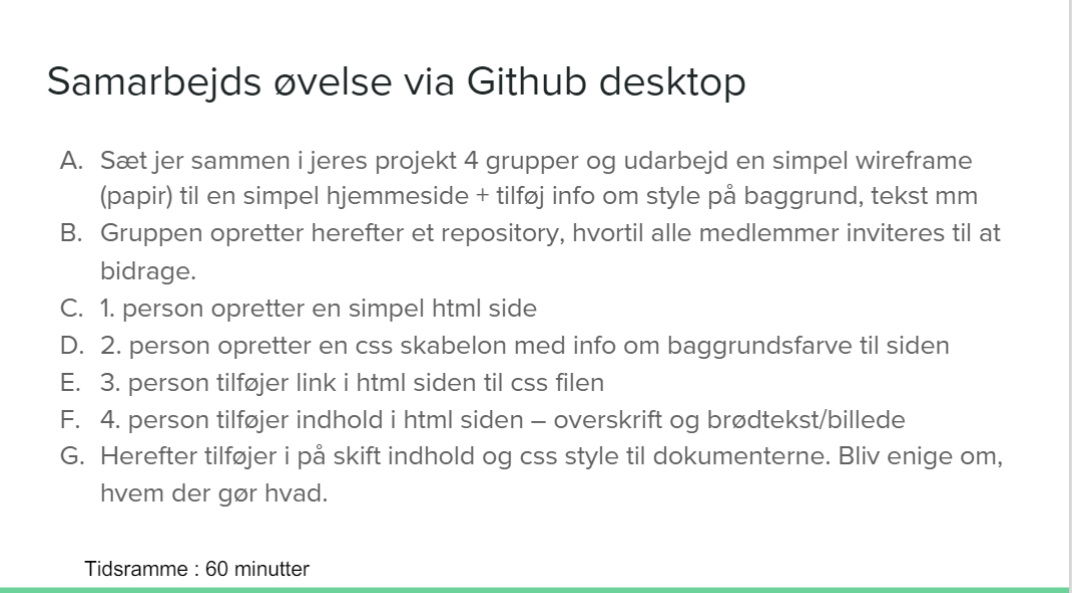 Samarbejds øvelse via Github desktop
A. Sæt jer sammen i jeres projekt 4 grupper og udarbejd en simpel wireframe
(papir) til en simpel hjemmeside + tilføj info om style på baggrund, tekst mm
B. Gruppen opretter herefter et repository, hvortil alle medlemmer inviteres til at
bidrage.
C. 1. person opretter en simpel html side
D. 2. person opretter en css skabelon med info om baggrundsfarve til siden
E. 3. person tilføjer link i html siden til css filen
F. 4. person tilføjer indhold i html siden – overskrift og brødtekst/billede
G. Herefter tilføjer i på skift indhold og css style til dokumenterne. Bliv enige om,
hvem der gør hvad.
Tidsramme : 60 minutter